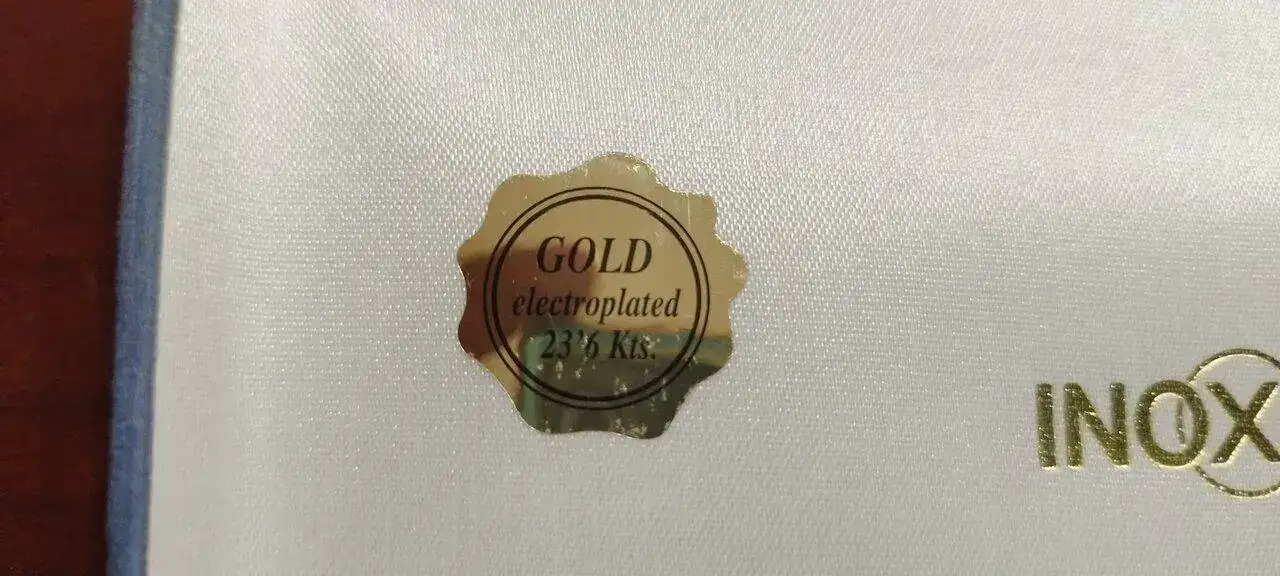 GOLD
electroplated
23'6 Kts.
INOX